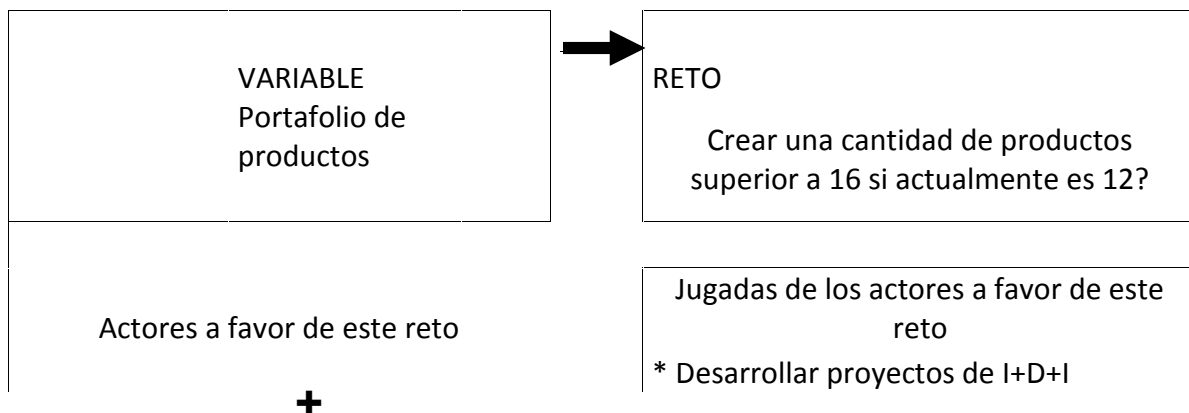 VARIABLE
Portafolio de
productos
RETO
Crear una cantidad de productos
superior a 16 si actualmente es 12?
Actores a favor de este reto
+
Jugadas de los actores a favor de este
reto
* Desarrollar proyectos de I+D+I